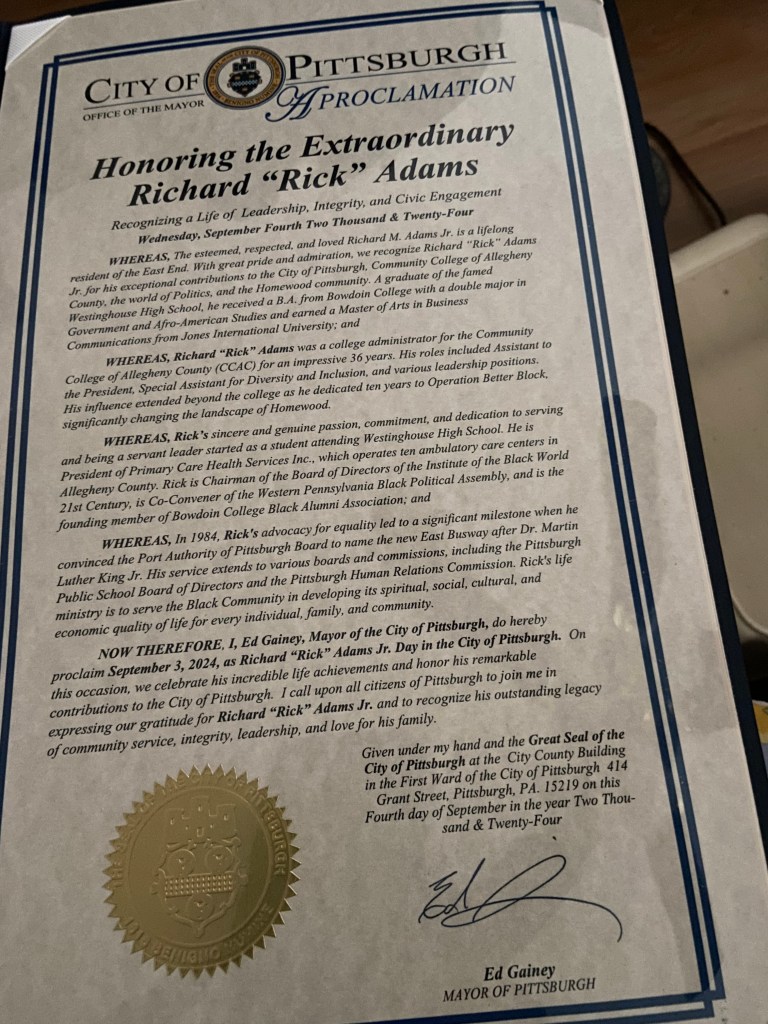 CITY OF PITTSBURGH
OFFICE OF THE MAYOR
A PROCLAMATION
Honoring the Extraordinary
Richard “Rick” Adams
Recognizing a Life of Leadership, Integrity, and Civic Engagement
Wednesday, September Fourth Two Thousand & Twenty-Four
WHEREAS, The esteemed, respected, and loved Richard M. Adams Jr. is a lifelong
resident of the East End. With great pride and admiration, we recognize Richard “Rick” Adams
Jr. for his exceptional contributions to the City of Pittsburgh, Community College of Allegheny
County, the world of Politics, and the Homewood community. A graduate of the famed
Westinghouse High School, he received a B.A. from Bowdoin College with a double major in
Government and Afro-American Studies and earned a Master of Arts in Business
Communications from Jones International University; and
WHEREAS, Richard “Rick” Adams was a college administrator for the Community
College of Allegheny County (CCAC) for an impressive 36 years. His roles included Assistant to
the President, Special Assistant for Diversity and Inclusion, and various leadership positions.
His influence extended beyond the college as he dedicated ten years to Operation Better Block,
significantly changing the landscape of Homewood.
WHEREAS, Rick's sincere and genuine passion, commitment, and dedication to serving
and being a servant leader started as a student attending Westinghouse High School. He is
President of Primary Care Health Services Inc., which operates ten ambulatory care centers in
Allegheny County. Rick is Chairman of the Board of Directors of the Institute of the Black World
21st Century, is Co-Convener of the Western Pennsylvania Black Political Assembly, and is the
founding member of Bowdoin College Black Alumni Association; and
WHEREAS, In 1984, Rick's advocacy for equality led to a significant milestone when he
convinced the Port Authority of Pittsburgh Board to name the new East Busway after Dr. Martin
Luther King Jr. His service extends to various boards and commissions, including the Pittsburgh
Public School Board of Directors and the Pittsburgh Human Relations Commission. Rick's life
ministry is to serve the Black Community in developing its spiritual, social, cultural, and
economic quality of life for every individual, family, and community.
NOW THEREFORE, I, Ed Gainey, Mayor of the City of Pittsburgh, do hereby
proclaim September 3, 2024, as Richard “Rick” Adams Jr. Day in the City of Pittsburgh. On
this occasion, we celebrate his incredible life achievements and honor his remarkable
contributions to the City of Pittsburgh. I call upon all citizens of Pittsburgh to join me in
expressing our gratitude for Richard “Rick” Adams Jr. and to recognize his outstanding legacy
of community service, integrity, leadership, and love for his family.
Given under my hand and the Great Seal of the
City of Pittsburgh at the City County Building
in the First Ward of the City of Pittsburgh 414
Grant Street, Pittsburgh, PA. 15219 on this
Fourth day of September in the year Two Thou-
sand & Twenty-Four
Ed Gainey
MAYOR OF PITTSBURGH